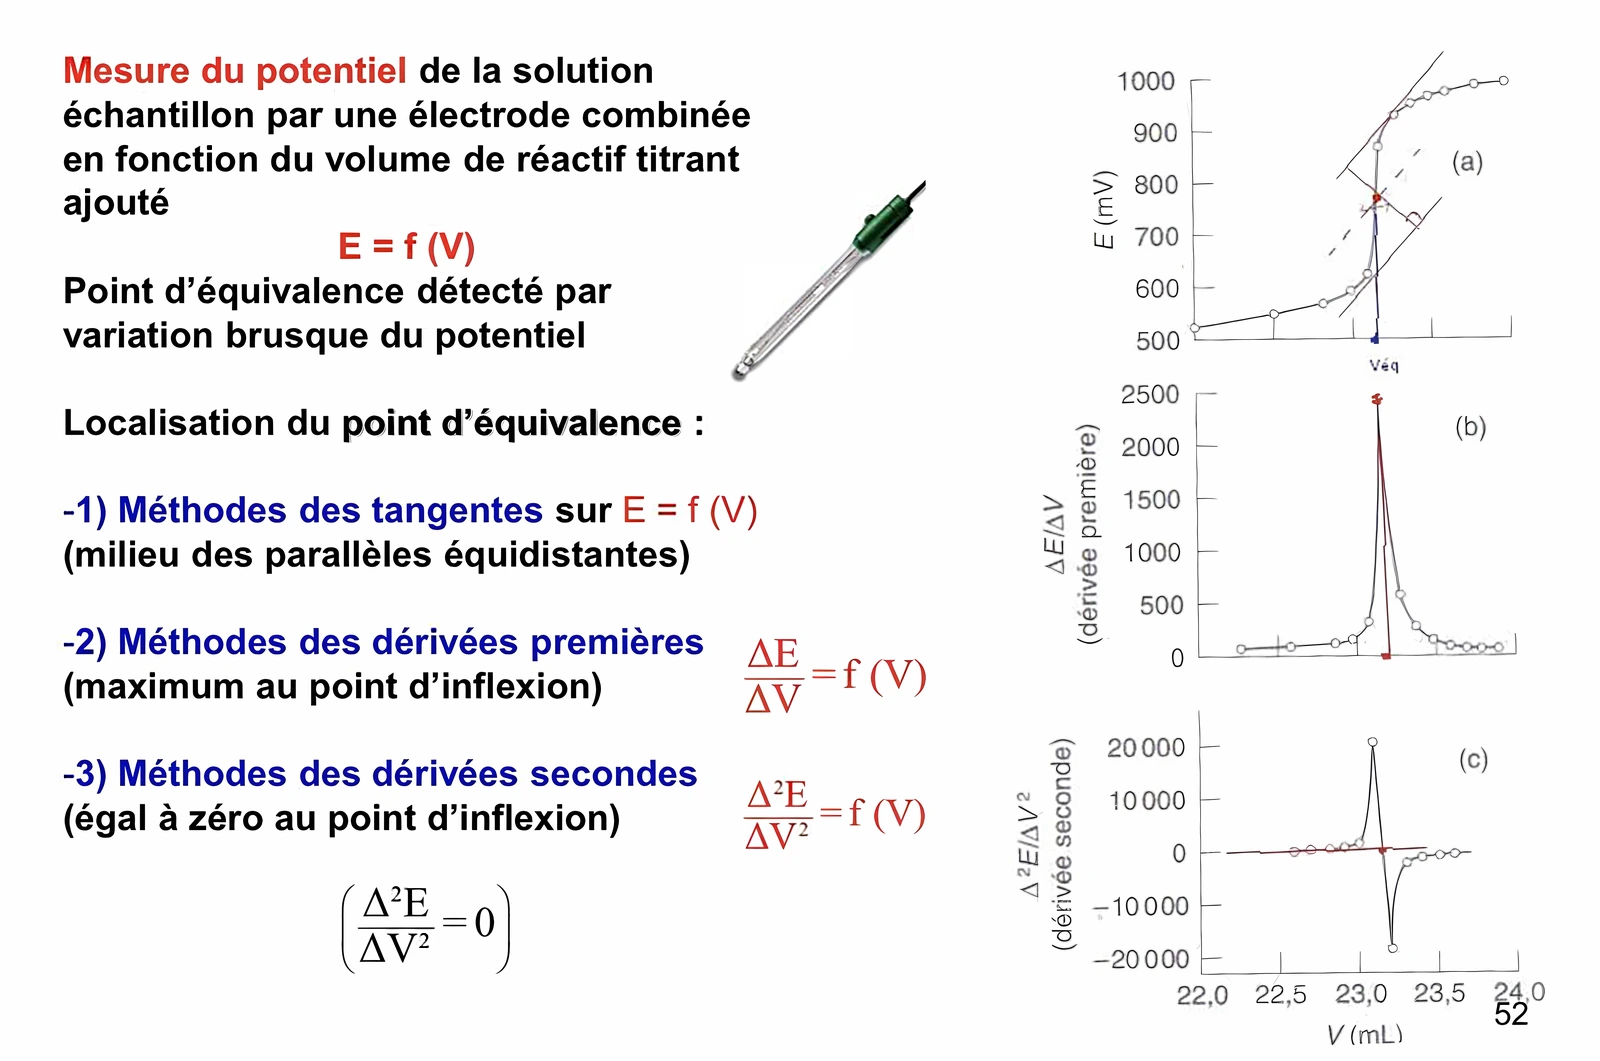 Mesure du potentiel de la solution
échantillon par une électrode combinée
en fonction du volume de réactif titrant
ajouté
E = f (V)
Point d’équivalence détecté par
variation brusque du potentiel
Localisation du point d’équivalence :
-1) Méthodes des tangentes sur E = f (V)
(milieu des parallèles équidistantes)
-2) Méthodes des dérivées premières
(maximum au point d’inflexion)
ΔE/ΔV = f (V)
-3) Méthodes des dérivées secondes
(égal à zéro au point d’inflexion)
Δ²E/ΔV² = f (V)
(Δ²E/ΔV² = 0)
E (mV)
1000
900
800
700
600
500
(a)
Véq
ΔE/ΔV
(dérivée première)
2500
2000
1500
1000
500
0
(b)
Δ²E/ΔV²
(dérivée seconde)
20 000
10 000
0
−10 000
−20 000
(c)
22,0 22,5 23,0 23,5 24,0
V (mL)
52